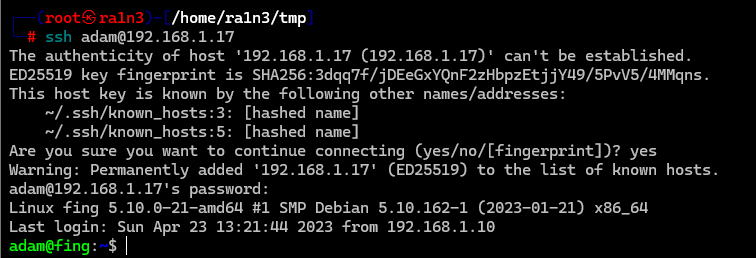 (root㉿ra1n3)-[/home/ra1n3/tmp]
# ssh adam@192.168.1.17
The authenticity of host '192.168.1.17 (192.168.1.17)' can't be established.
ED25519 key fingerprint is SHA256:3dqq7f/jDEeGxYQnF2zHbpzEtjjY49/5PvV5/4MMqns.
This host key is known by the following other names/addresses:
    ~/.ssh/known_hosts:3: [hashed name]
    ~/.ssh/known_hosts:5: [hashed name]
Are you sure you want to continue connecting (yes/no/[fingerprint])? yes
Warning: Permanently added '192.168.1.17' (ED25519) to the list of known hosts.
adam@192.168.1.17's password:
Linux fing 5.10.0-21-amd64 #1 SMP Debian 5.10.162-1 (2023-01-21) x86_64
Last login: Sun Apr 23 13:21:44 2023 from 192.168.1.10
adam@fing:~$